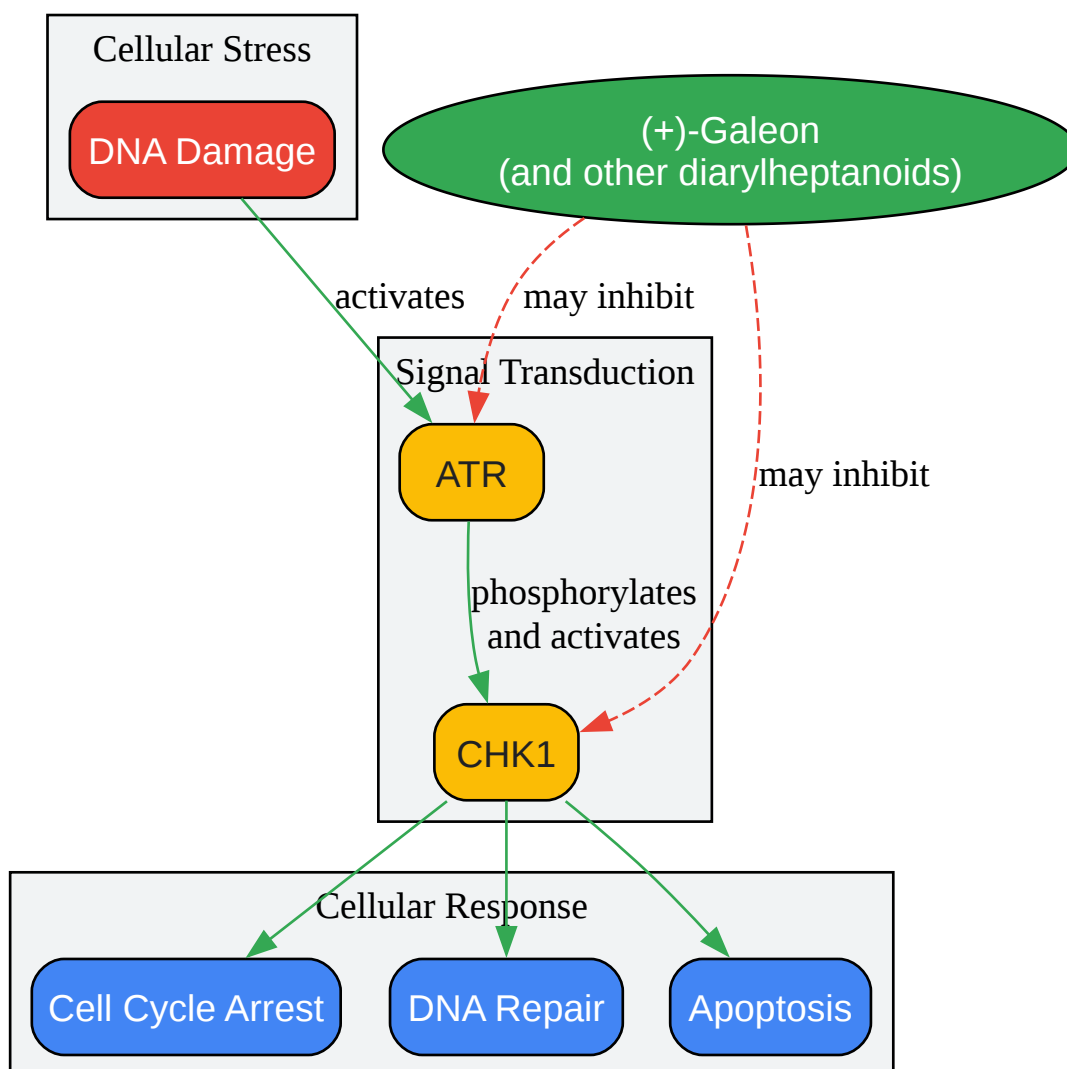 Cellular Stress
DNA Damage
(+)-Galeon
(and other diarylheptanoids)
activates
may inhibit
Signal Transduction
ATR
may inhibit
phosphorylates
and activates
CHK1
Cellular Response
Cell Cycle Arrest
DNA Repair
Apoptosis